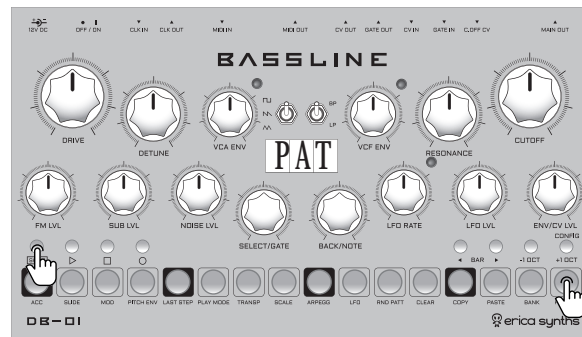 12V DC OFF / ON CLK IN CLK OUT MIDI IN MIDI OUT CV OUT GATE OUT CV IN GATE IN C.OFF CV MAIN OUT
BASSLINE
BP
LP
DRIVE DETUNE VCA ENV VCF ENV RESONANCE CUTOFF
PAT
FM LVL SUB LVL NOISE LVL LFO RATE LFO LVL ENV/CV LVL
SELECT/GATE BACK/NOTE
CONFIG
BAR -1 OCT +1 OCT
ACC SLIDE MOD PITCH ENV LAST STEP PLAY MODE TRANSP SCALE ARPEGG LFO RND PATT CLEAR COPY PASTE BANK
DB-01 erica synths